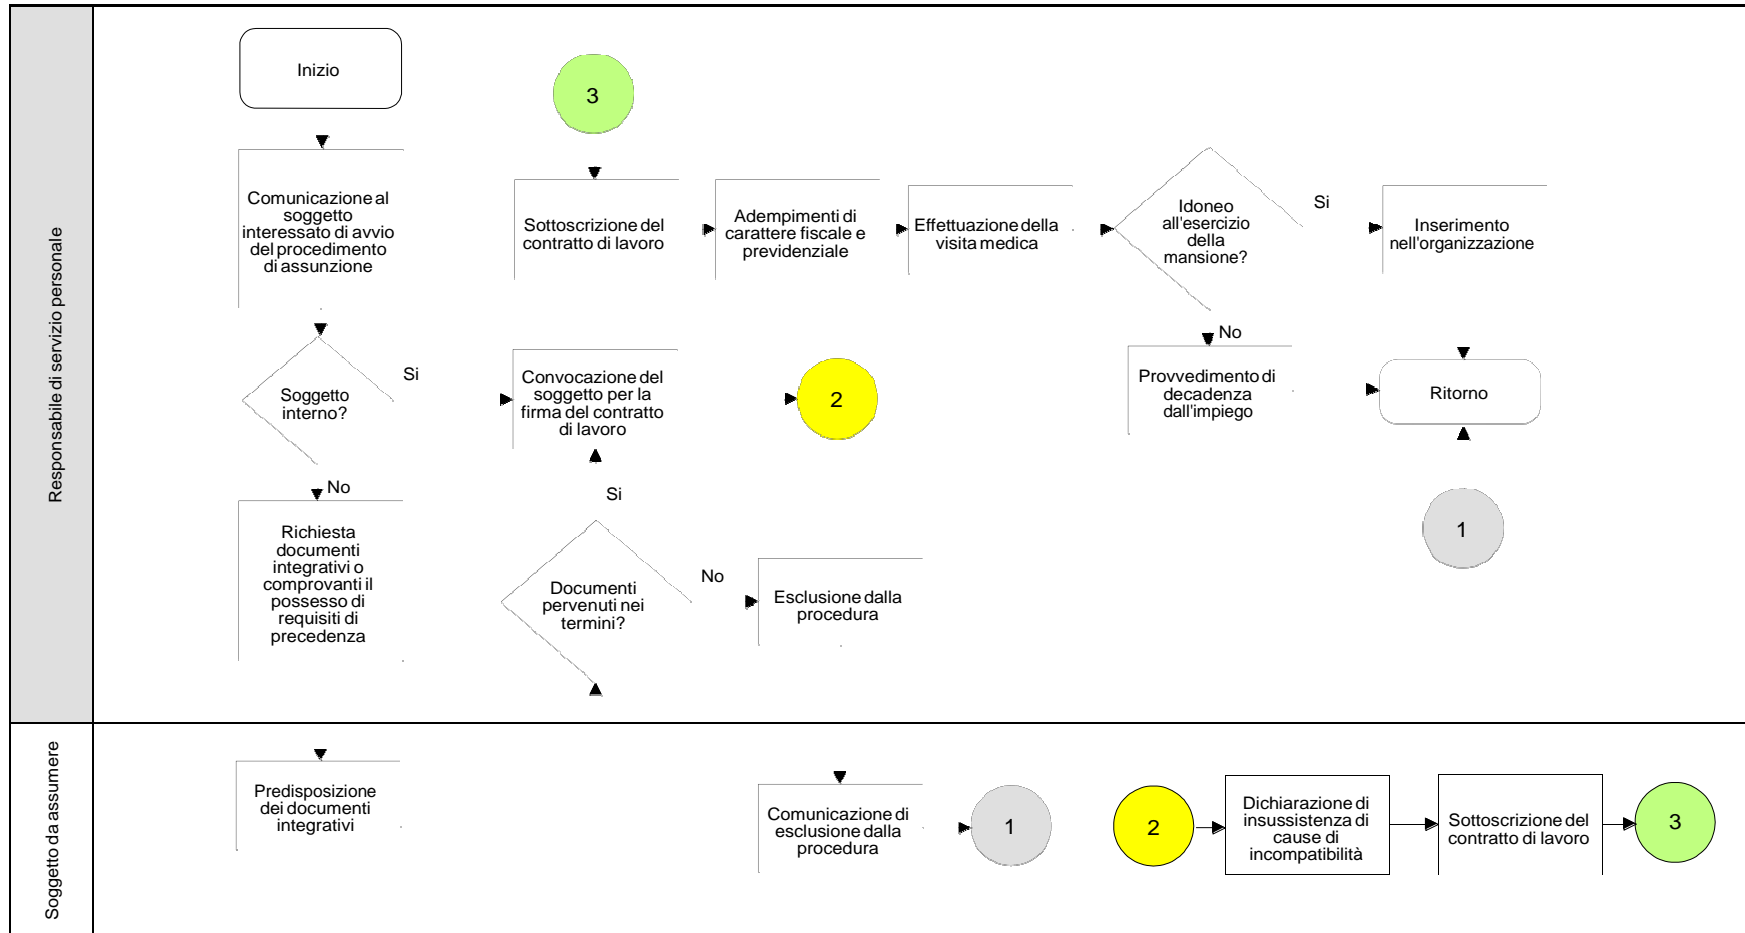 Responsabile di servizio personale
Inizio
3
Comunicazione al
soggetto
interessato di avvio
del procedimento
di assunzione
Sottoscrizione del
contratto di lavoro
Adempimenti di
carattere fiscale e
previdenziale
Effettuazione della
visita medica
Idoneo
all'esercizio
della
mansione?
Si
Inserimento
nell'organizzazione
No
Soggetto
interno?
Si
Convocazione del
soggetto per la
firma del contratto
di lavoro
2
Provvedimento di
decadenza
dall'impiego
Ritorno
No
Si
1
Richiesta
documenti
integrativi o
comprovanti il
possesso di
requisiti di
precedenza
Documenti
pervenuti nei
termini?
No
Esclusione dalla
procedura
Soggetto da assumere
Predisposizione
dei documenti
integrativi
Comunicazione di
esclusione dalla
procedura
1
2
Dichiarazione di
insussistenza di
cause di
incompatibilità
Sottoscrizione del
contratto di lavoro
3